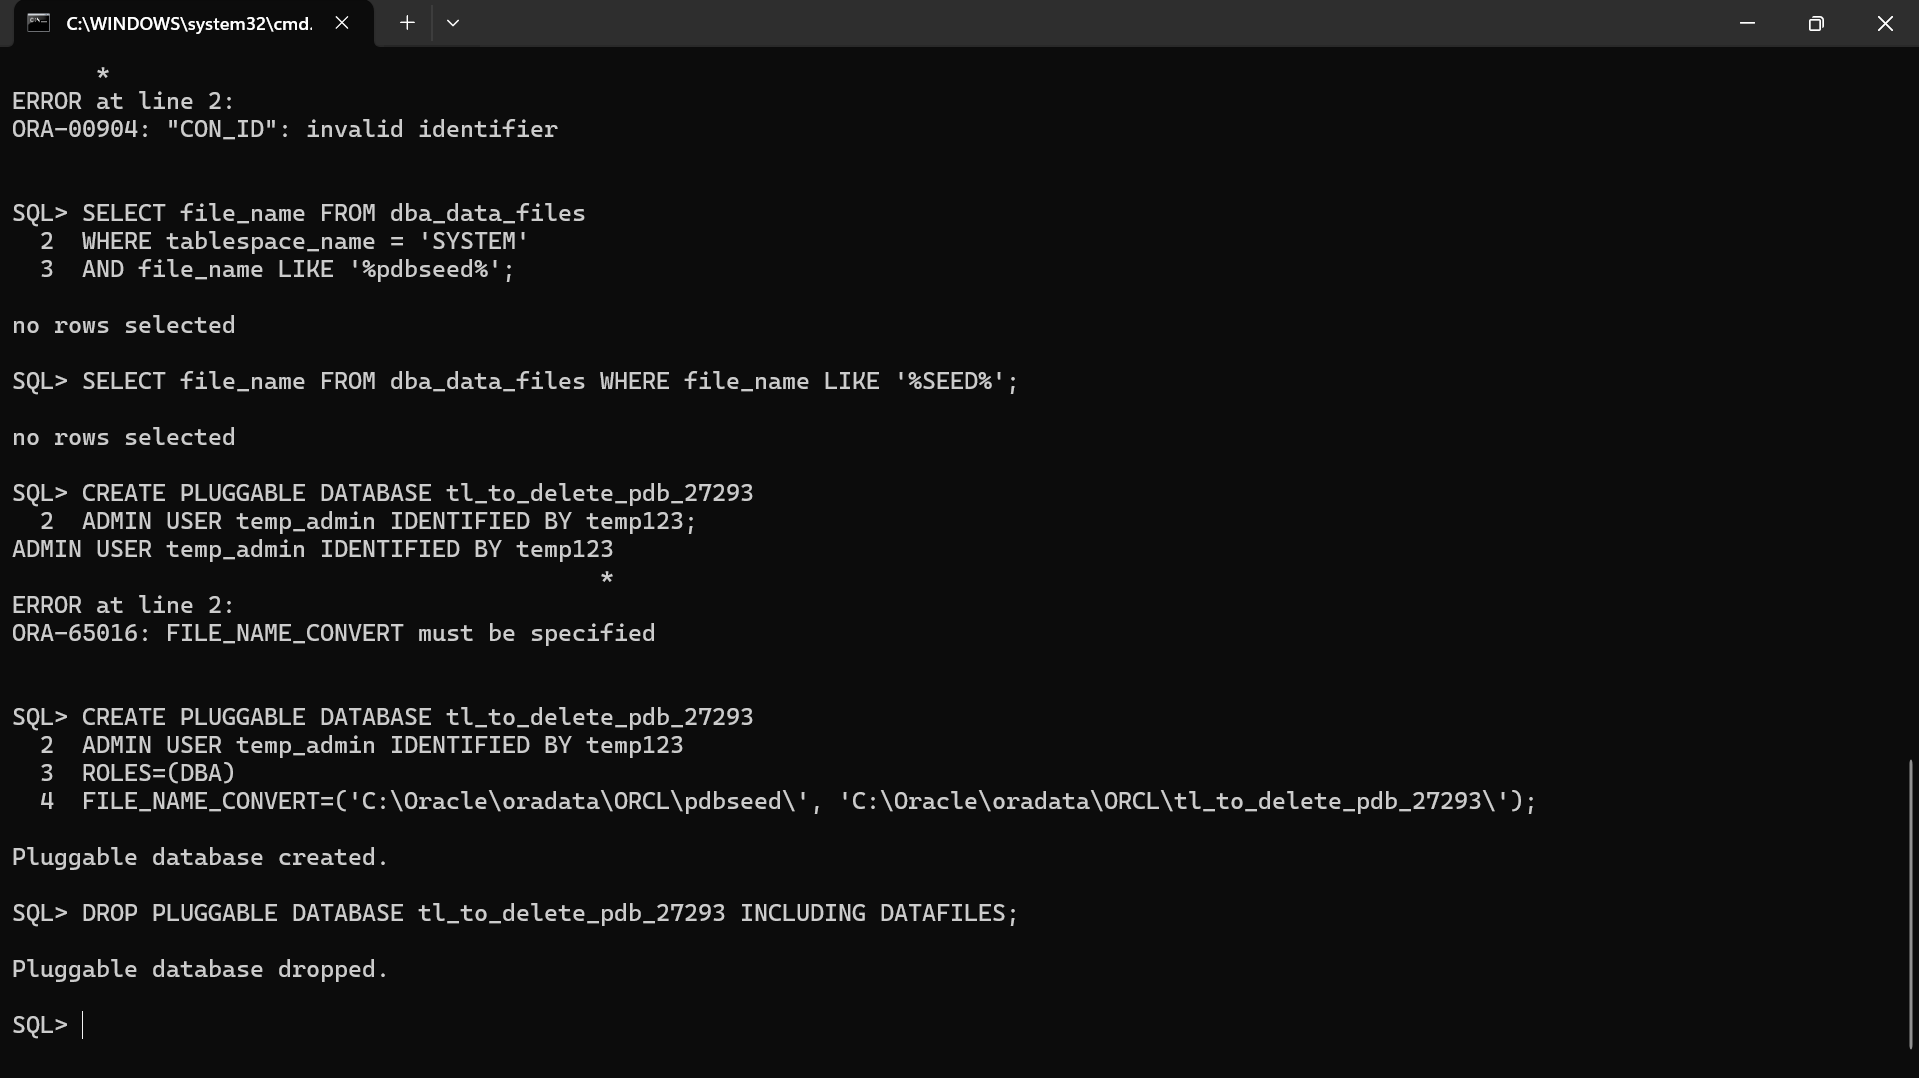 C:\WINDOWS\system32\cmd.
*
ERROR at line 2:
ORA-00904: "CON_ID": invalid identifier
SQL> SELECT file_name FROM dba_data_files
2 WHERE tablespace_name = 'SYSTEM'
3 AND file_name LIKE '%pdbseed%';
no rows selected
SQL> SELECT file_name FROM dba_data_files WHERE file_name LIKE '%SEED%';
no rows selected
SQL> CREATE PLUGGABLE DATABASE tl_to_delete_pdb_27293
2 ADMIN USER temp_admin IDENTIFIED BY temp123;
ADMIN USER temp_admin IDENTIFIED BY temp123
*
ERROR at line 2:
ORA-65016: FILE_NAME_CONVERT must be specified
SQL> CREATE PLUGGABLE DATABASE tl_to_delete_pdb_27293
2 ADMIN USER temp_admin IDENTIFIED BY temp123
3 ROLES=(DBA)
4 FILE_NAME_CONVERT=('C:\Oracle\oradata\ORCL\pdbseed\', 'C:\Oracle\oradata\ORCL\tl_to_delete_pdb_27293\');
Pluggable database created.
SQL> DROP PLUGGABLE DATABASE tl_to_delete_pdb_27293 INCLUDING DATAFILES;
Pluggable database dropped.
SQL>